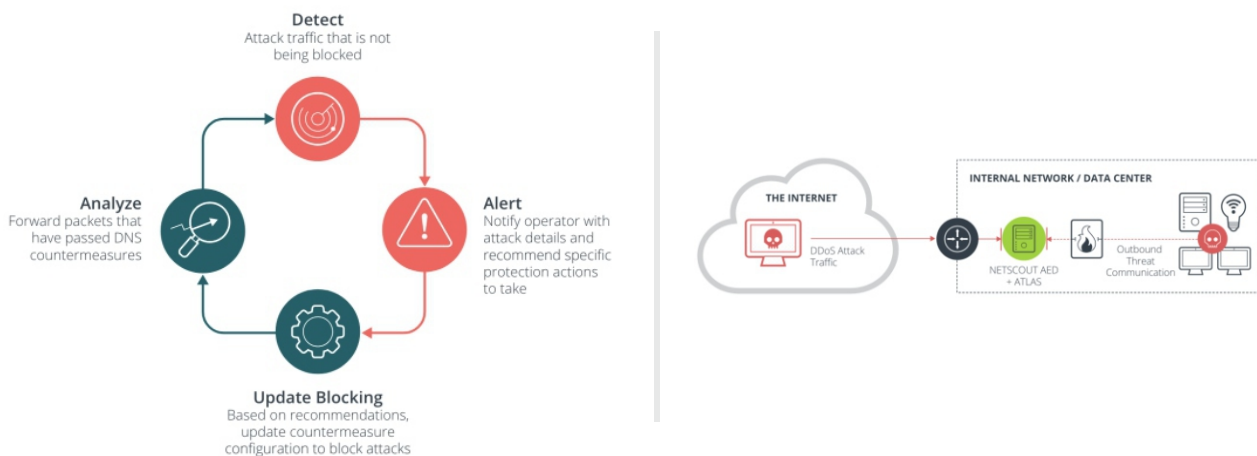 Detect
Attack traffic that is not
being blocked
Analyze
Forward packets that
have passed DNS
countermeasures
Alert
Notify operator with
attack details and
recommend specific
protection actions
to take
Update Blocking
Based on recommendations,
update countermeasure
configuration to block attacks
THE INTERNET
DDoS Attack
Traffic
INTERNAL NETWORK / DATA CENTER
NETSCOUT AED
+ ATLAS
Outbound
Threat
Communication